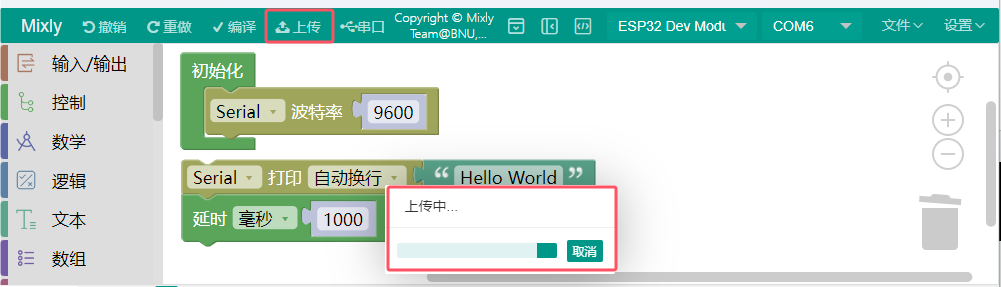 Mixly 撤销 重做 编译 上传 串口 Copyright © Mixly Team@BNU,... ESP32 Dev Modu COM6 文件 设置
输入/输出
控制
数学
逻辑
文本
数组
初始化
Serial 波特率 9600
Serial 打印 自动换行 “ Hello World ”
延时 毫秒 1000
上传中...
取消